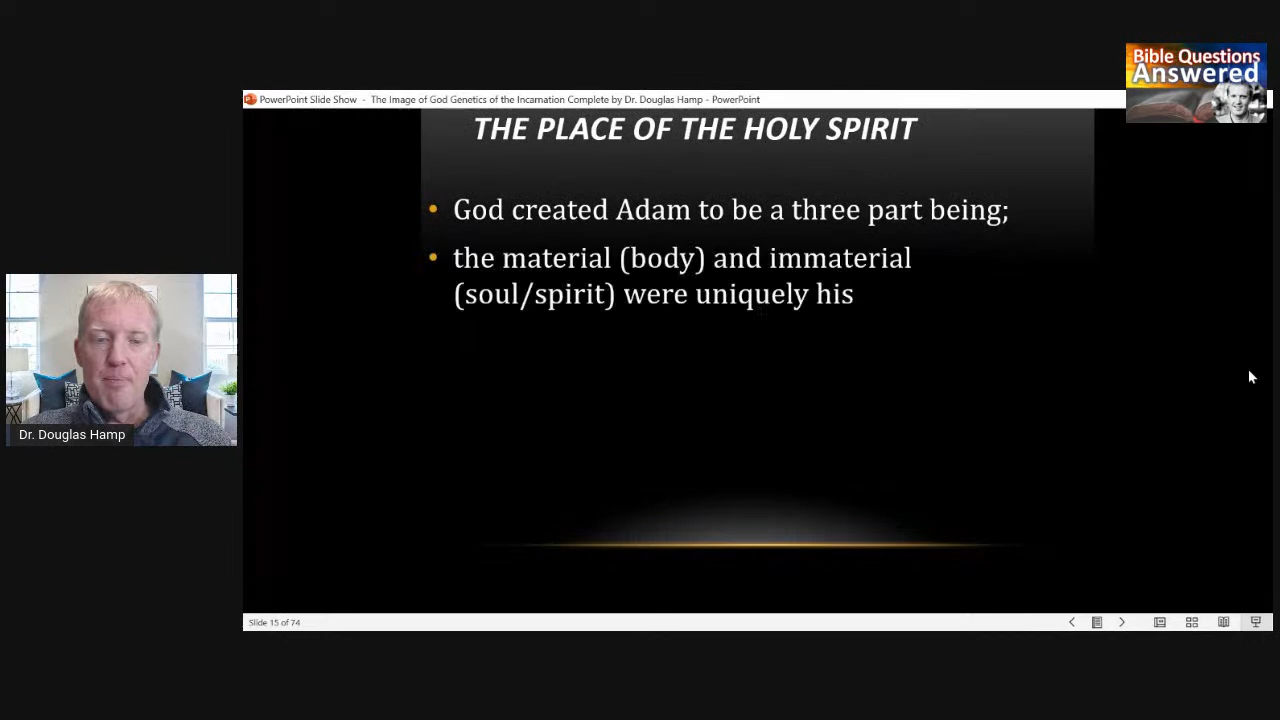 Bible Questions
Answered
PowerPoint Slide Show - The Image of God Genetics of the Incarnation Complete by Dr. Douglas Hamp - PowerPoint
THE PLACE OF THE HOLY SPIRIT
• God created Adam to be a three part being;
• the material (body) and immaterial
(soul/spirit) were uniquely his
Dr. Douglas Hamp
Slide 15 of 74